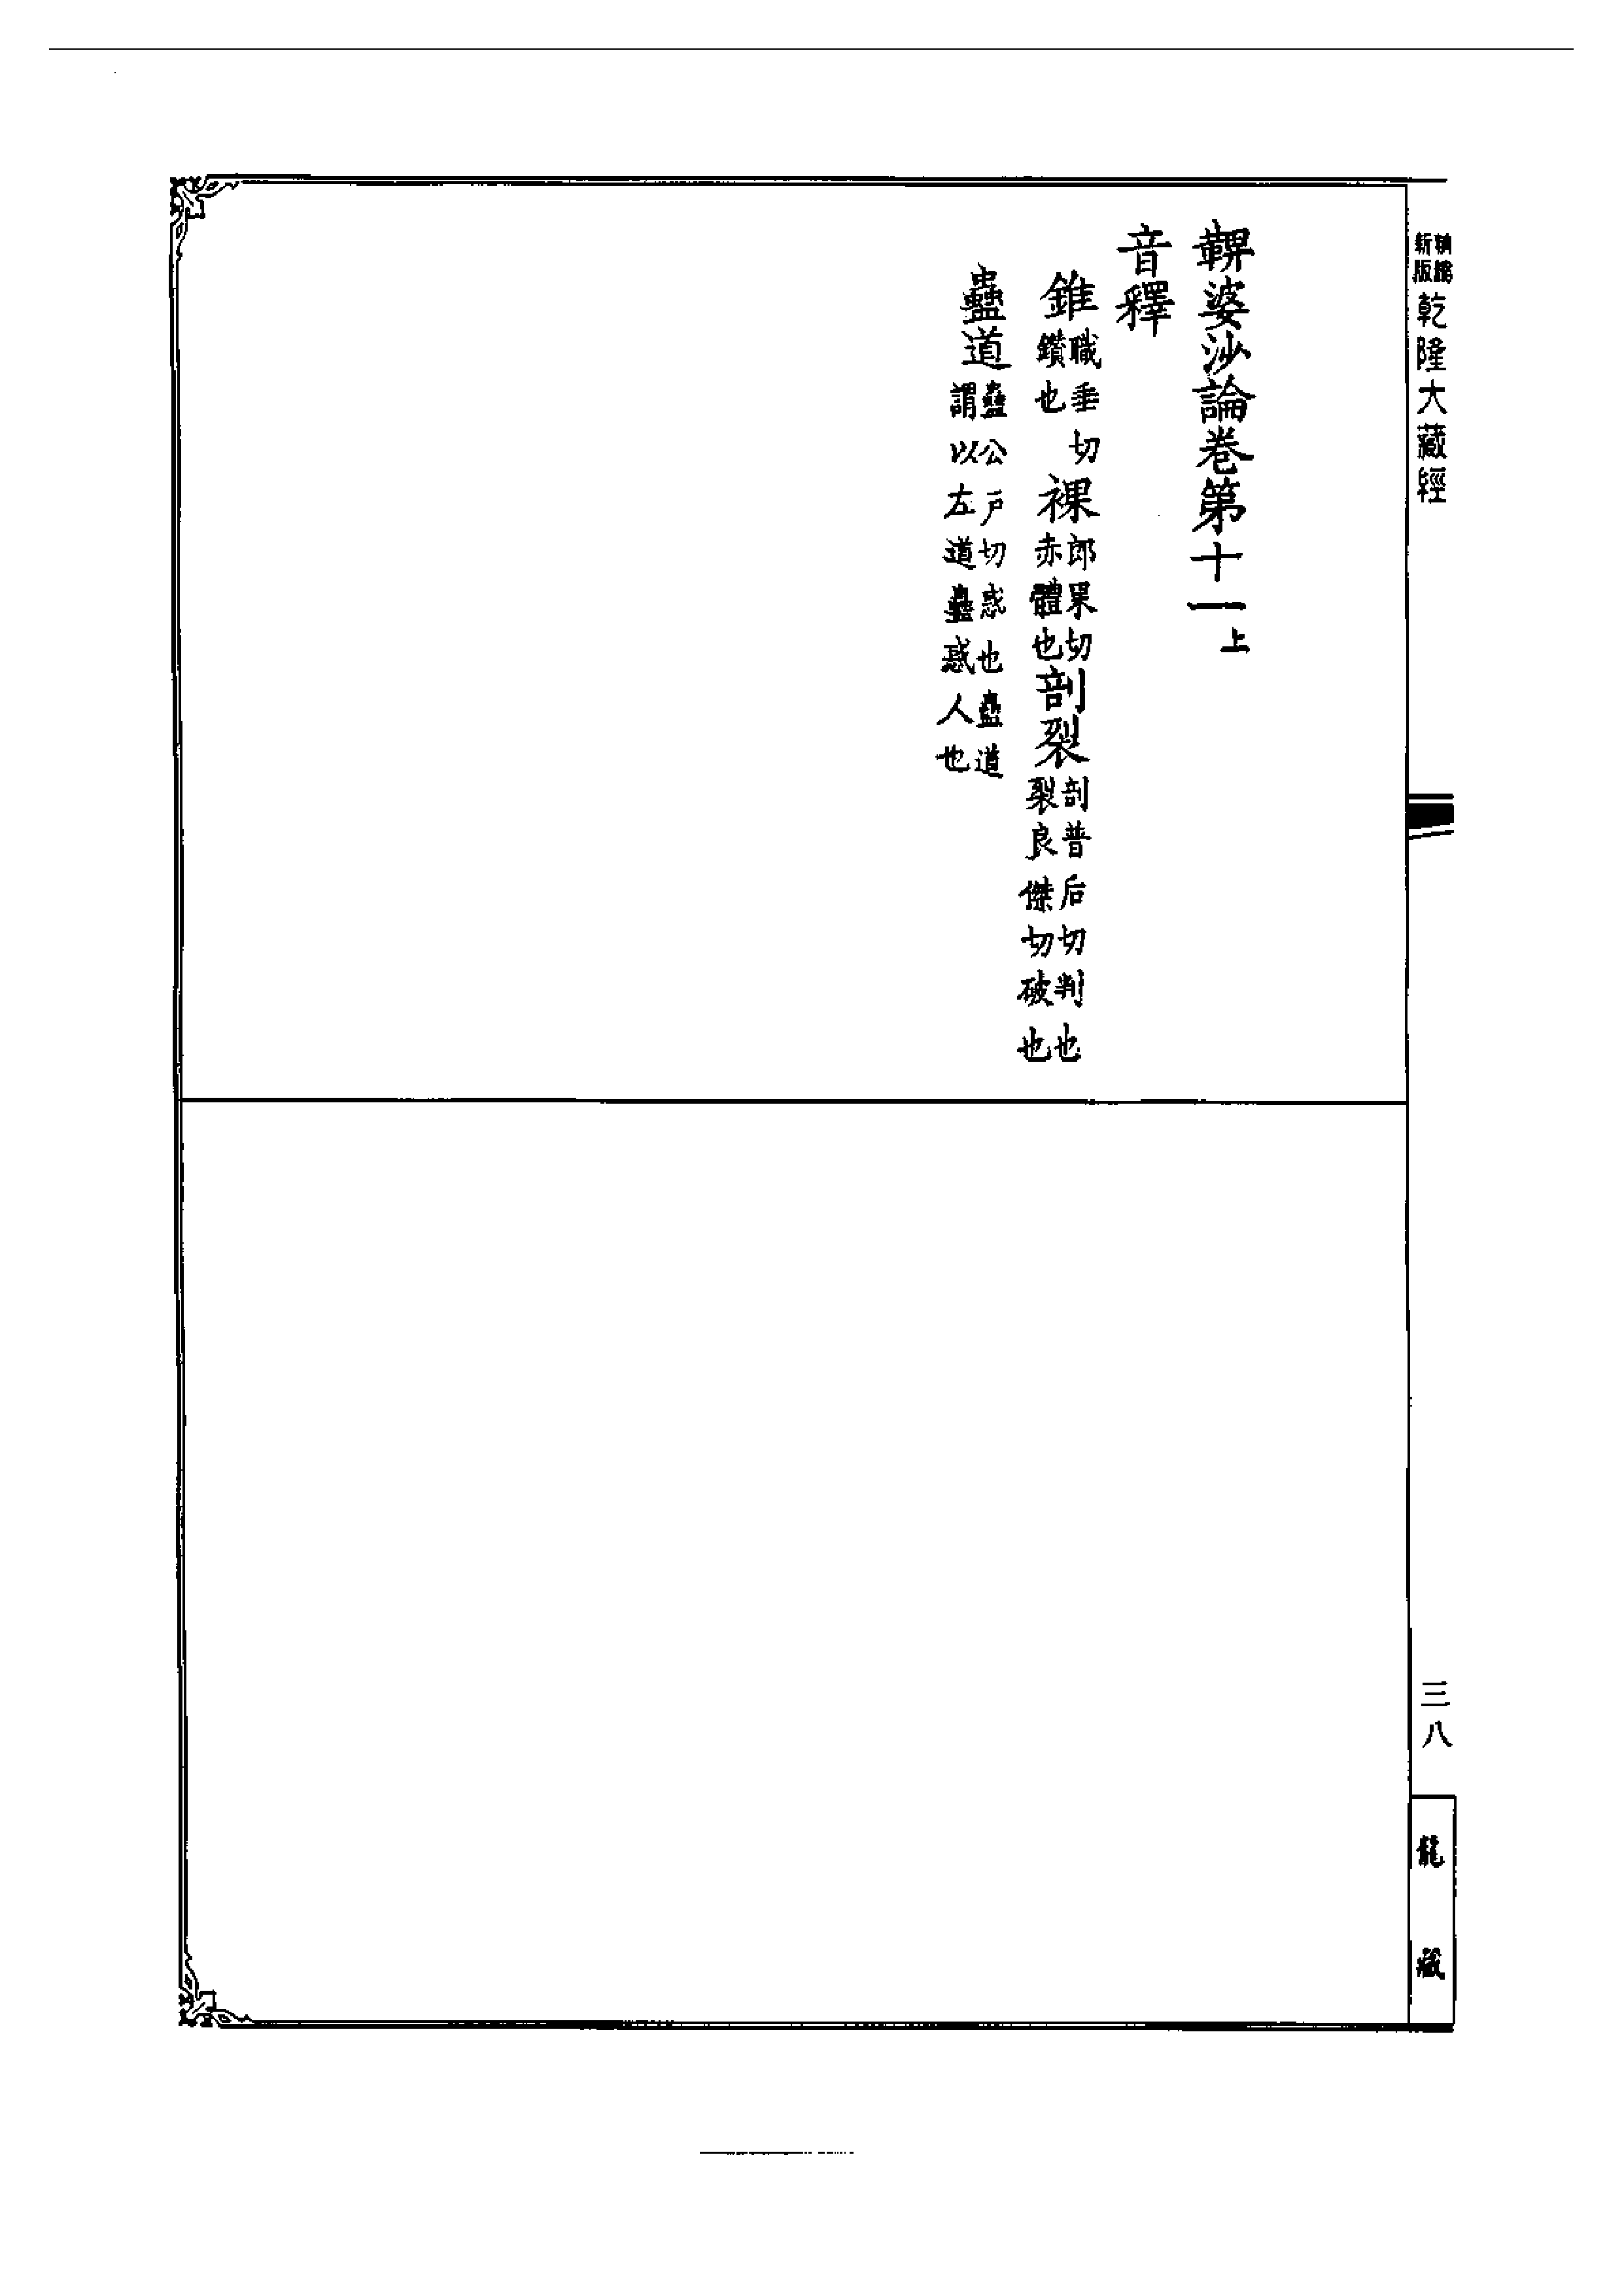 新版精縮乾隆大藏經
鞞婆沙論卷第十一上
音釋
錐職垂切鑽也裸郎果切赤體也剖裂剖普后切判也裂良傑切破也
蠱道蠱公戶切惑也蠱道謂以左道蠱惑人也
三八
龍藏